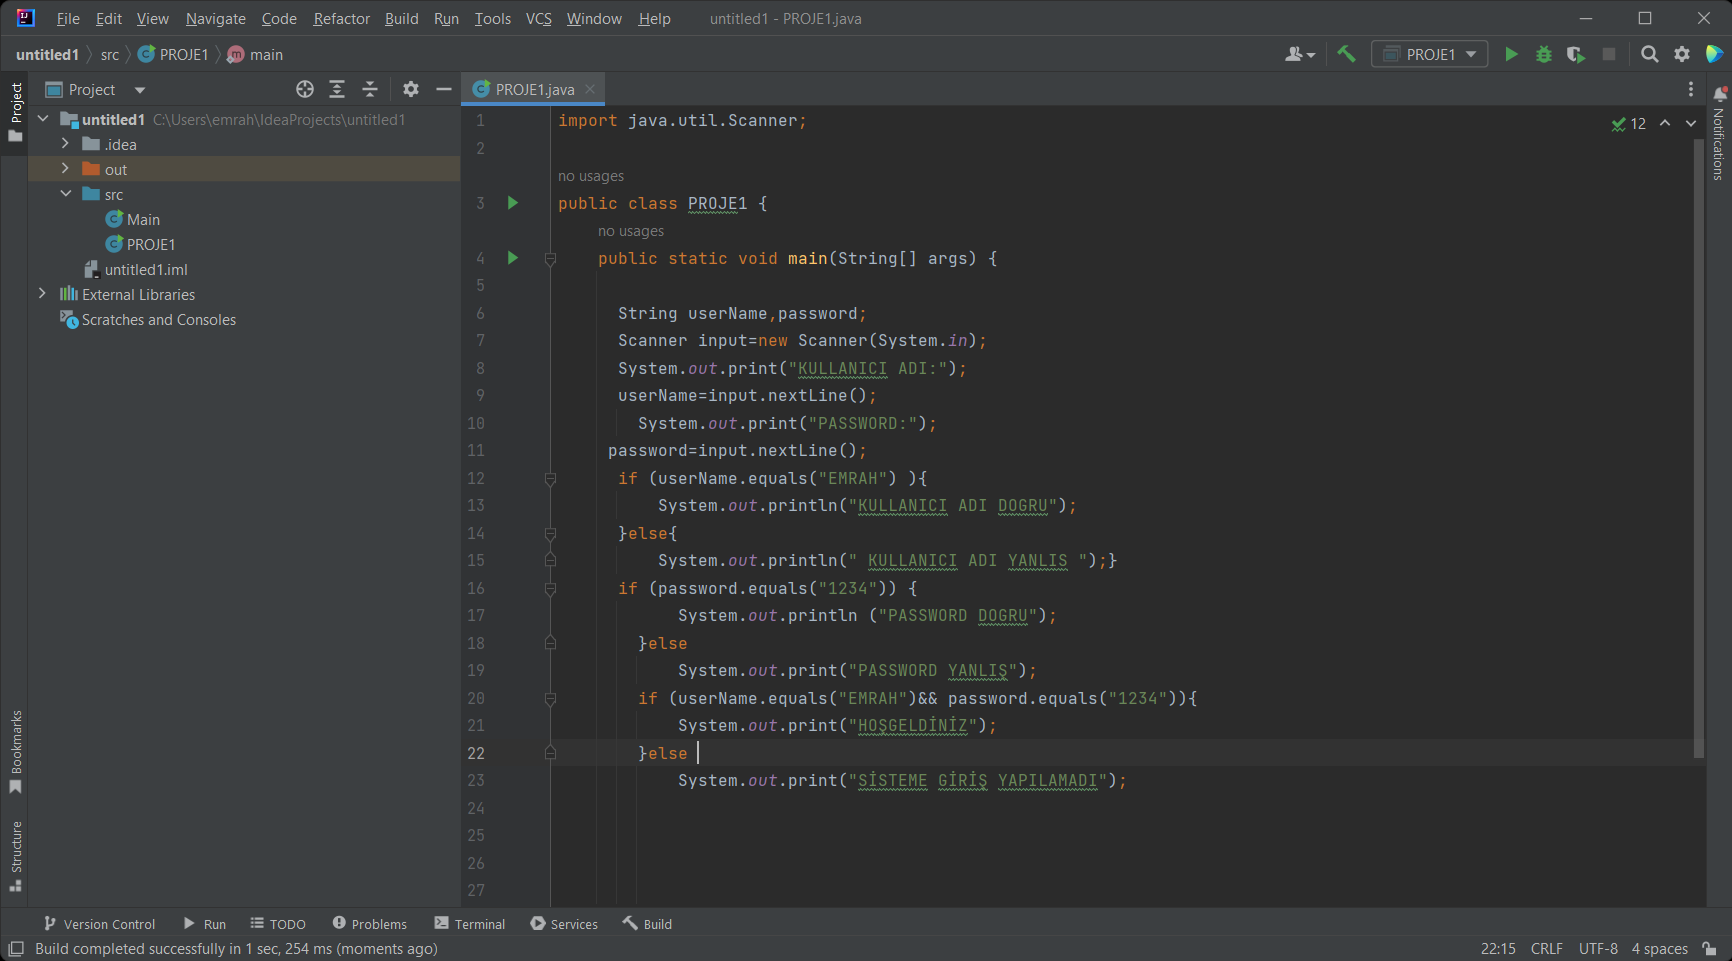 File Edit View Navigate Code Refactor Build Run Tools VCS Window Help untitled1 - PROJE1.java
untitled1 src PROJE1 main
PROJE1
Project
Project
PROJE1.java
Notifications
untitled1 C:\Users\emrah\IdeaProjects\untitled1
.idea
out
src
Main
PROJE1
untitled1.iml
External Libraries
Scratches and Consoles
12
1 import java.util.Scanner;
2
no usages
3 public class PROJE1 {
no usages
4 public static void main(String[] args) {
5
6 String userName,password;
7 Scanner input=new Scanner(System.in);
8 System.out.print("KULLANICI ADI:");
9 userName=input.nextLine();
10 System.out.print("PASSWORD:");
11 password=input.nextLine();
12 if (userName.equals("EMRAH") ){
13 System.out.println("KULLANICI ADI DOGRU");
14 }else{
15 System.out.println(" KULLANICI ADI YANLIS ");}
16 if (password.equals("1234")) {
17 System.out.println ("PASSWORD DOGRU");
18 }else
19 System.out.print("PASSWORD YANLIŞ");
20 if (userName.equals("EMRAH")&& password.equals("1234")){
21 System.out.print("HOŞGELDİNİZ");
22 }else
23 System.out.print("SİSTEME GİRİŞ YAPILAMADI");
24
25
26
27
Bookmarks
Structure
Version Control Run TODO Problems Terminal Services Build
Build completed successfully in 1 sec, 254 ms (moments ago)
22:15 CRLF UTF-8 4 spaces